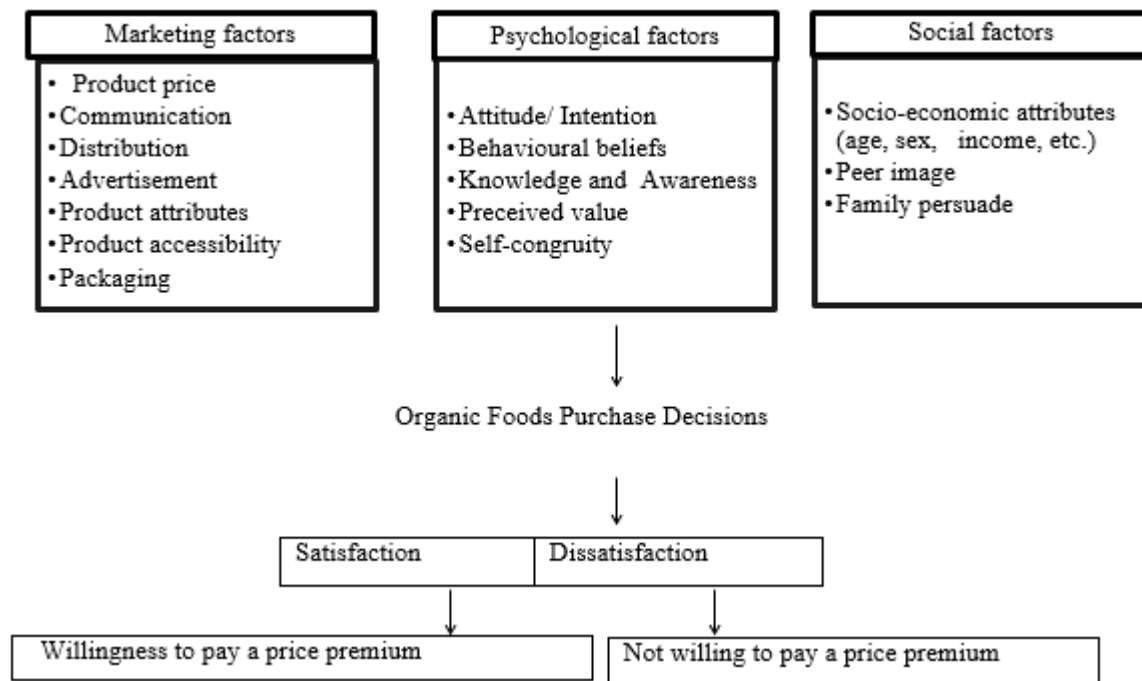 Marketing factors
• Product price
•Communication
•Distribution
•Advertisement
•Product attributes
•Product accessibility
•Packaging
Psychological factors
•Attitude/ Intention
•Behavioural beliefs
•Knowledge and Awareness
•Preceived value
•Self-congruity
Social factors
•Socio-economic attributes
(age, sex, income, etc.)
•Peer image
•Family persuade
Organic Foods Purchase Decisions
Satisfaction
Dissatisfaction
Willingness to pay a price premium
Not willing to pay a price premium